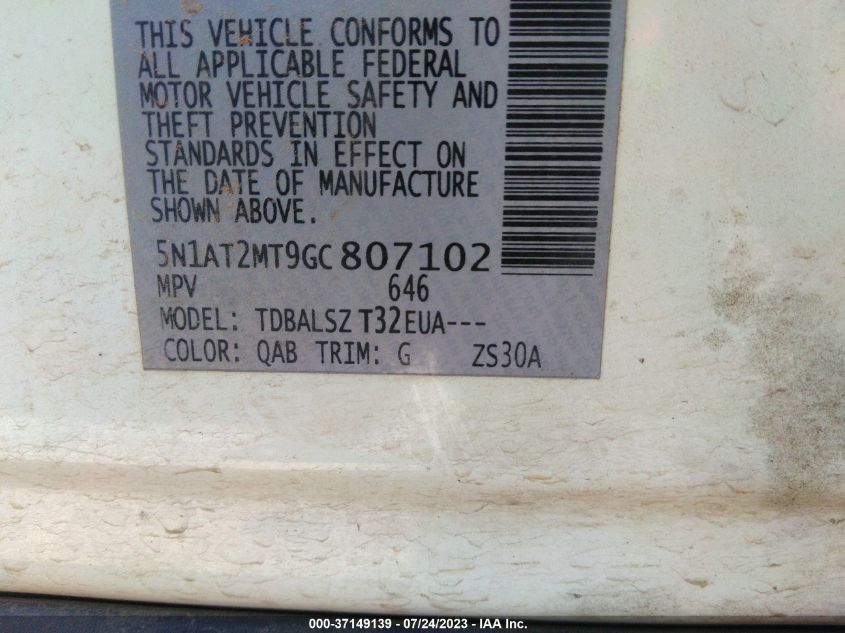 THIS VEHICLE CONFORMS TO
ALL APPLICABLE FEDERAL
MOTOR VEHICLE SAFETY AND
THEFT PREVENTION
STANDARDS IN EFFECT ON
THE DATE OF MANUFACTURE
SHOWN ABOVE.
5N1AT2MT9GC807102
MPV 646
MODEL: TDBALSZ T32EUA---
COLOR: QAB TRIM: G ZS30A
000-37149139 - 07/24/2023 - IAA Inc.